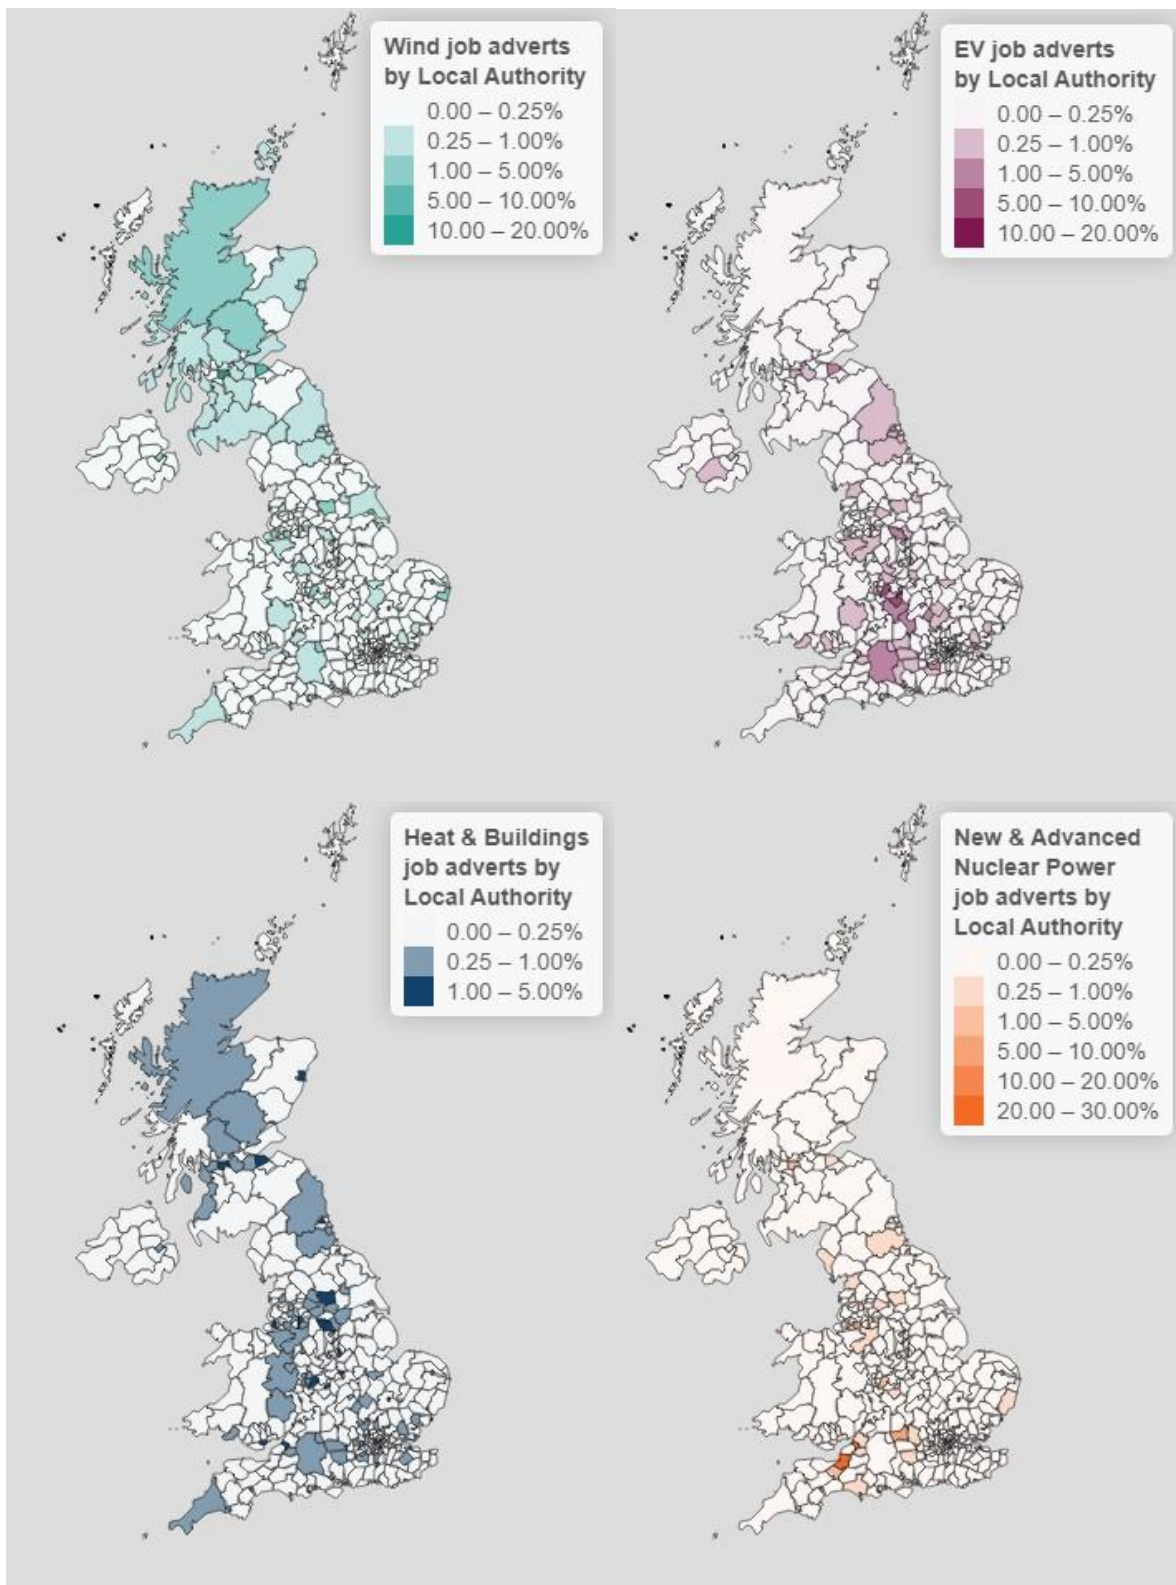 Wind job adverts
by Local Authority
0.00 – 0.25%
0.25 – 1.00%
1.00 – 5.00%
5.00 – 10.00%
10.00 – 20.00%
EV job adverts
by Local Authority
0.00 – 0.25%
0.25 – 1.00%
1.00 – 5.00%
5.00 – 10.00%
10.00 – 20.00%
Heat & Buildings
job adverts by
Local Authority
0.00 – 0.25%
0.25 – 1.00%
1.00 – 5.00%
New & Advanced
Nuclear Power
job adverts by
Local Authority
0.00 – 0.25%
0.25 – 1.00%
1.00 – 5.00%
5.00 – 10.00%
10.00 – 20.00%
20.00 – 30.00%